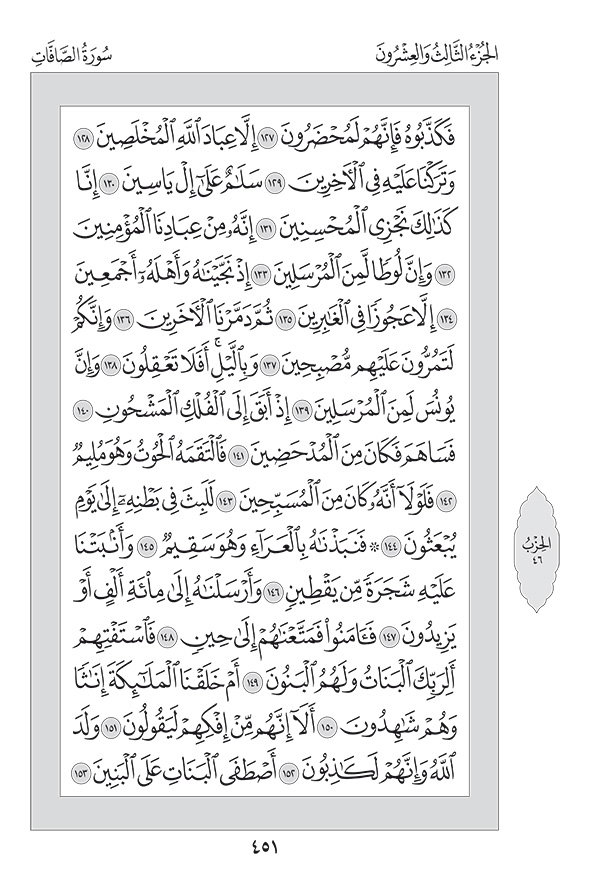 الجُزْءُ الثَّالِثُ وَالْعِشْرُونَ
سُورَةُ الصَّافَّاتِ
فَكَذَّبُوهُ فَإِنَّهُمْ لَمُحْضَرُونَ ١٢٧ إِلَّا عِبَادَ ٱللَّهِ ٱلْمُخْلَصِينَ ١٢٨
وَتَرَكْنَا عَلَيْهِ فِى ٱلْأَخِرِينَ ١٢٩ سَلَـٰمٌ عَلَىٰٓ إِلْ يَاسِينَ ١٣٠ إِنَّا
كَذَٰلِكَ نَجْزِى ٱلْمُحْسِنِينَ ١٣١ إِنَّهُۥ مِنْ عِبَادِنَا ٱلْمُؤْمِنِينَ
١٣٢ وَإِنَّ لُوطًا لَّمِنَ ٱلْمُرْسَلِينَ ١٣٣ إِذْ نَجَّيْنَـٰهُ وَأَهْلَهُۥٓ أَجْمَعِينَ
١٣٤ إِلَّا عَجُوزًا فِى ٱلْغَـٰبِرِينَ ١٣٥ ثُمَّ دَمَّرْنَا ٱلْأَخَرِينَ ١٣٦ وَإِنَّكُمْ
لَتَمُرُّونَ عَلَيْهِم مُّصْبِحِينَ ١٣٧ وَبِٱلَّيْلِ ۗ أَفَلَا تَعْقِلُونَ ١٣٨ وَإِنَّ
يُونُسَ لَمِنَ ٱلْمُرْسَلِينَ ١٣٩ إِذْ أَبَقَ إِلَى ٱلْفُلْكِ ٱلْمَشْحُونِ ١٤٠
فَسَاهَمَ فَكَانَ مِنَ ٱلْمُدْحَضِينَ ١٤١ فَٱلْتَقَمَهُ ٱلْحُوتُ وَهُوَ مُلِيمٌ
١٤٢ فَلَوْلَآ أَنَّهُۥ كَانَ مِنَ ٱلْمُسَبِّحِينَ ١٤٣ لَلَبِثَ فِى بَطْنِهِۦٓ إِلَىٰ يَوْمِ
يُبْعَثُونَ ١٤٤ ۞ فَنَبَذْنَـٰهُ بِٱلْعَرَآءِ وَهُوَ سَقِيمٌ ١٤٥ وَأَنۢبَتْنَا
عَلَيْهِ شَجَرَةً مِّن يَقْطِينٍ ١٤٦ وَأَرْسَلْنَـٰهُ إِلَىٰ مِا۟ئَةِ أَلْفٍ أَوْ
يَزِيدُونَ ١٤٧ فَـَٔامَنُوا۟ فَمَتَّعْنَـٰهُمْ إِلَىٰ حِينٍ ١٤٨ فَٱسْتَفْتِهِمْ
أَلِرَبِّكَ ٱلْبَنَاتُ وَلَهُمُ ٱلْبَنُونَ ١٤٩ أَمْ خَلَقْنَا ٱلْمَلَـٰٓئِكَةَ إِنَـٰثًا
وَهُمْ شَـٰهِدُونَ ١٥٠ أَلَآ إِنَّهُم مِّنْ إِفْكِهِمْ لَيَقُولُونَ ١٥١ وَلَدَ
ٱللَّهُ وَإِنَّهُمْ لَكَـٰذِبُونَ ١٥٢ أَصْطَفَى ٱلْبَنَاتِ عَلَى ٱلْبَنِينَ ١٥٣
الحِزْبُ
٤٦
٤٥١